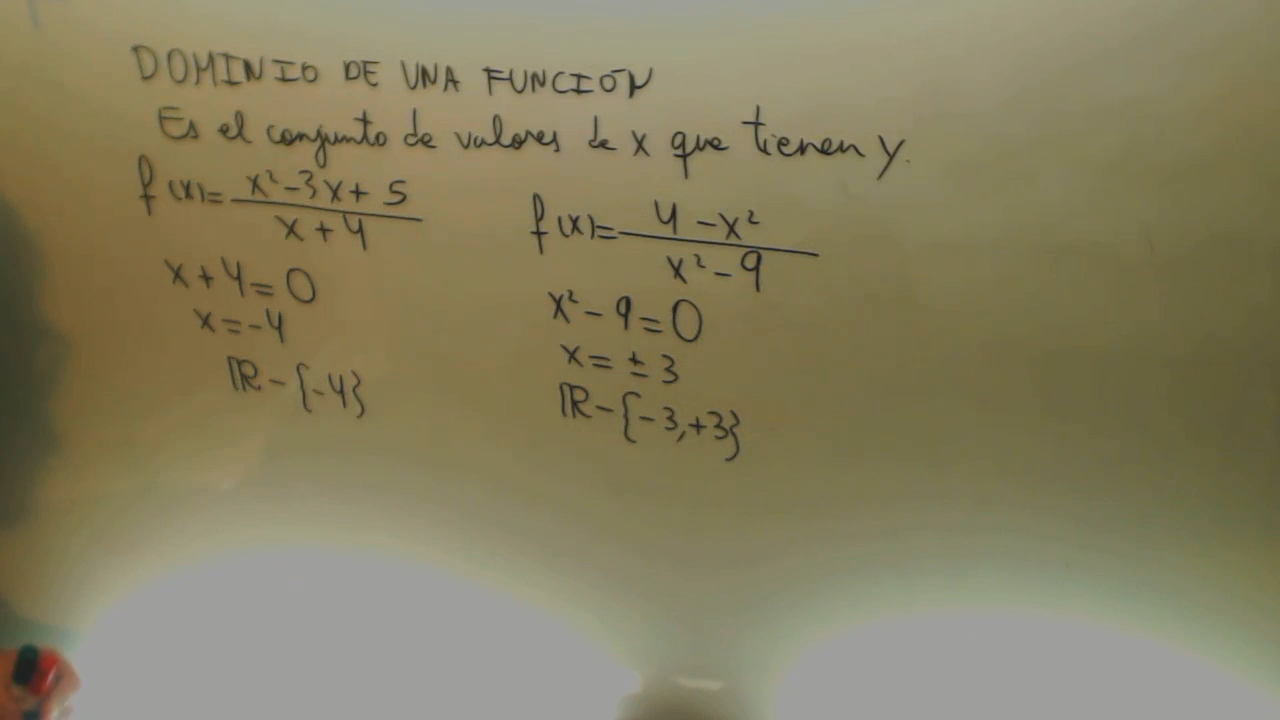 DOMINIO DE UNA FUNCIÓN
Es el conjunto de valores de x que tienen y.
f(x)= x²-3x+5 / x+4
x+4=0
x=-4
ℝ-{-4}
f(x)= 4-x² / x²-9
x²-9=0
x=±3
ℝ-{-3,+3}